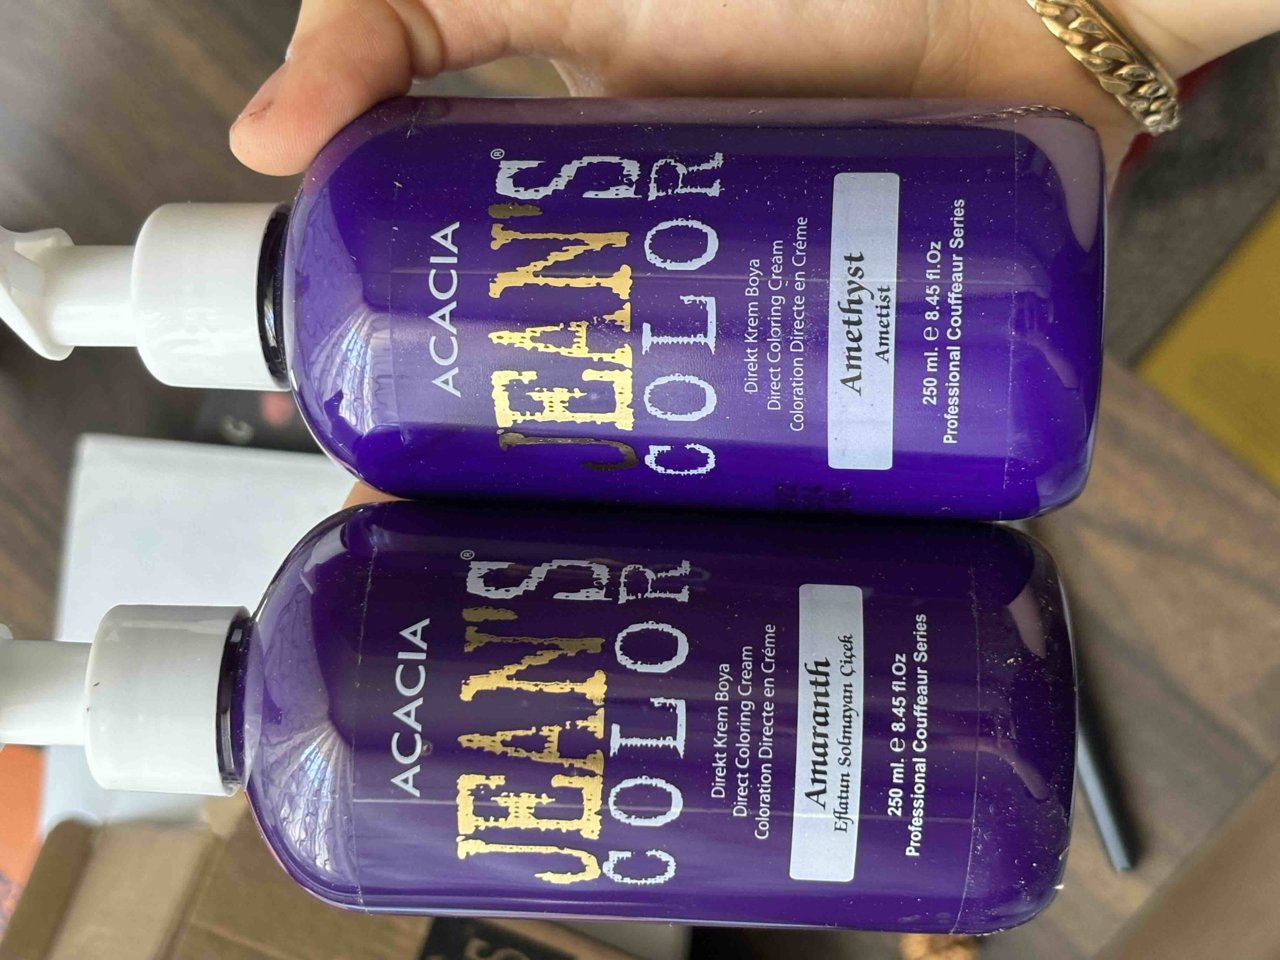 ACACIA
JEAN'S®
COLOR
Direkt Krem Boya
Direct Coloring Cream
Coloration Directe en Créme
Amethyst
Ametist
250 ml. e 8.45 fl.Oz
Professional Couffeaur Series
ACACIA
JEAN'S®
COLOR
Direkt Krem Boya
Direct Coloring Cream
Coloration Directe en Créme
Amaranth
Eflatun Solmayan Çiçek
250 ml. e 8.45 fl.Oz
Professional Couffeaur Series